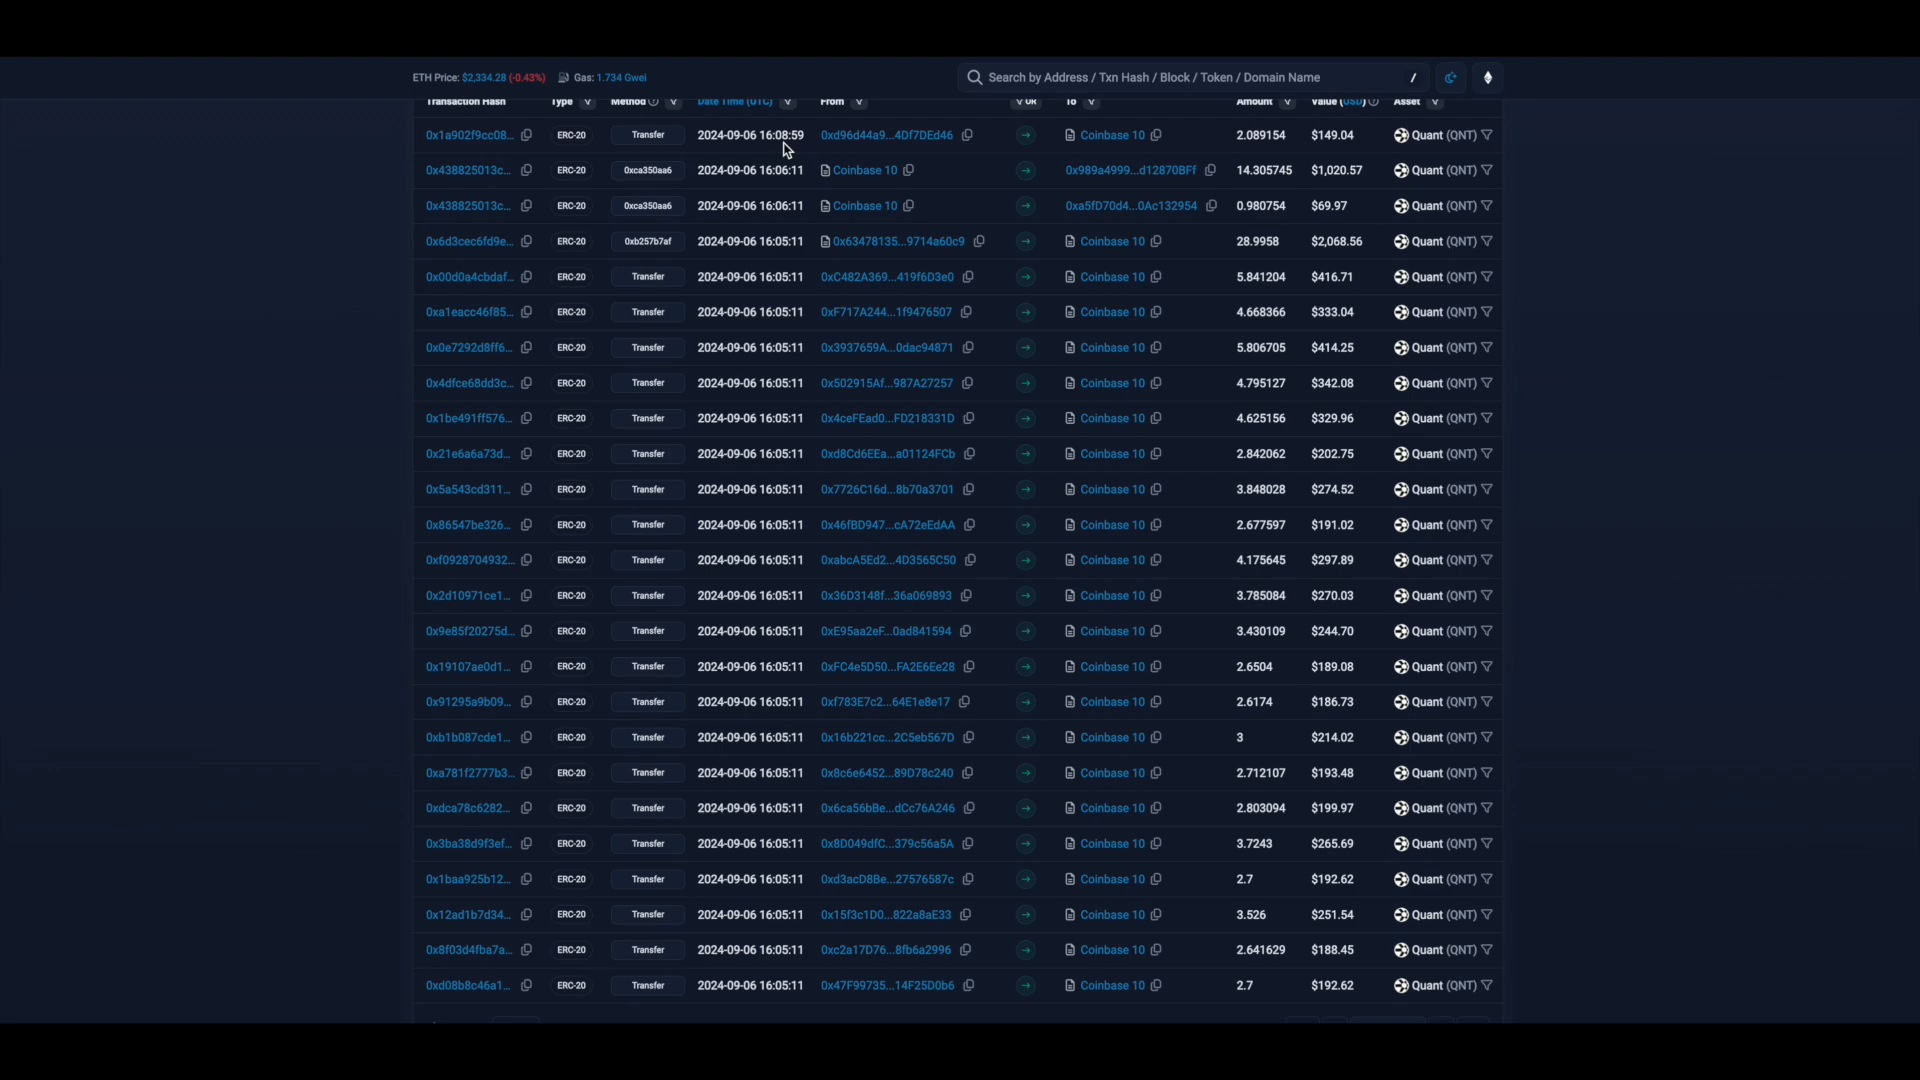 ETH Price: $2,334.28 (-0.43%) Gas: 1.734 Gwei Search by Address / Txn Hash / Block / Token / Domain Name /
Transaction Hash Type Method Date Time (UTC) From OR To Amount Value (USD) Asset
0x1a902f9cc08... ERC-20 Transfer 2024-09-06 16:08:59 0xd96d44a9...4Df7DEd46 → Coinbase 10 2.089154 $149.04 Quant (QNT)
0x438825013c... ERC-20 0xca350aa6 2024-09-06 16:06:11 Coinbase 10 → 0x989a4999...d12870BFf 14.305745 $1,020.57 Quant (QNT)
0x438825013c... ERC-20 0xca350aa6 2024-09-06 16:06:11 Coinbase 10 → 0xa5fD70d4...0Ac132954 0.980754 $69.97 Quant (QNT)
0x6d3cec6fd9e... ERC-20 0xb257b7af 2024-09-06 16:05:11 0x63478135...9714a60c9 → Coinbase 10 28.9958 $2,068.56 Quant (QNT)
0x00d0a4cbdaf... ERC-20 Transfer 2024-09-06 16:05:11 0xC482A369...419f6D3e0 → Coinbase 10 5.841204 $416.71 Quant (QNT)
0xa1eacc46f85... ERC-20 Transfer 2024-09-06 16:05:11 0xF717A244...1f9476507 → Coinbase 10 4.668366 $333.04 Quant (QNT)
0x0e7292d8ff6... ERC-20 Transfer 2024-09-06 16:05:11 0x3937659A...0dac94871 → Coinbase 10 5.806705 $414.25 Quant (QNT)
0x4dfce68dd3c... ERC-20 Transfer 2024-09-06 16:05:11 0x502915Af...987A27257 → Coinbase 10 4.795127 $342.08 Quant (QNT)
0x1be491ff576... ERC-20 Transfer 2024-09-06 16:05:11 0x4ceFEad0...FD218331D → Coinbase 10 4.625156 $329.96 Quant (QNT)
0x21e6a6a73d... ERC-20 Transfer 2024-09-06 16:05:11 0xd8Cd6EEa...a01124FCb → Coinbase 10 2.842062 $202.75 Quant (QNT)
0x5a543cd311... ERC-20 Transfer 2024-09-06 16:05:11 0x7726C16d...8b70a3701 → Coinbase 10 3.848028 $274.52 Quant (QNT)
0x86547be326... ERC-20 Transfer 2024-09-06 16:05:11 0x46fBD947...cA72eEdAA → Coinbase 10 2.677597 $191.02 Quant (QNT)
0xf0928704932... ERC-20 Transfer 2024-09-06 16:05:11 0xabcA5Ed2...4D3565C50 → Coinbase 10 4.175645 $297.89 Quant (QNT)
0x2d10971ce1... ERC-20 Transfer 2024-09-06 16:05:11 0x36D3148f...36a069893 → Coinbase 10 3.785084 $270.03 Quant (QNT)
0x9e85f20275d... ERC-20 Transfer 2024-09-06 16:05:11 0xE95aa2eF...0ad841594 → Coinbase 10 3.430109 $244.70 Quant (QNT)
0x19107ae0d1... ERC-20 Transfer 2024-09-06 16:05:11 0xFC4e5D50...FA2E6Ee28 → Coinbase 10 2.6504 $189.08 Quant (QNT)
0x91295a9b09... ERC-20 Transfer 2024-09-06 16:05:11 0xf783E7c2...64E1e8e17 → Coinbase 10 2.6174 $186.73 Quant (QNT)
0xb1b087cde1... ERC-20 Transfer 2024-09-06 16:05:11 0x16b221cc...2C5eb567D → Coinbase 10 3 $214.02 Quant (QNT)
0xa781f2777b3... ERC-20 Transfer 2024-09-06 16:05:11 0x8c6e6452...89D78c240 → Coinbase 10 2.712107 $193.48 Quant (QNT)
0xdca78c6282... ERC-20 Transfer 2024-09-06 16:05:11 0x6ca56bBe...dCc76A246 → Coinbase 10 2.803094 $199.97 Quant (QNT)
0x3ba38d9f3ef... ERC-20 Transfer 2024-09-06 16:05:11 0x8D049dfC...379c56a5A → Coinbase 10 3.7243 $265.69 Quant (QNT)
0x1baa925b12... ERC-20 Transfer 2024-09-06 16:05:11 0xd3acD8Be...27576587c → Coinbase 10 2.7 $192.62 Quant (QNT)
0x12ad1b7d34... ERC-20 Transfer 2024-09-06 16:05:11 0x15f3c1D0...822a8aE33 → Coinbase 10 3.526 $251.54 Quant (QNT)
0x8f03d4fba7a... ERC-20 Transfer 2024-09-06 16:05:11 0xc2a17D76...8fb6a2996 → Coinbase 10 2.641629 $188.45 Quant (QNT)
0xd08b8c46a1... ERC-20 Transfer 2024-09-06 16:05:11 0x47F99735...14F25D0b6 → Coinbase 10 2.7 $192.62 Quant (QNT)